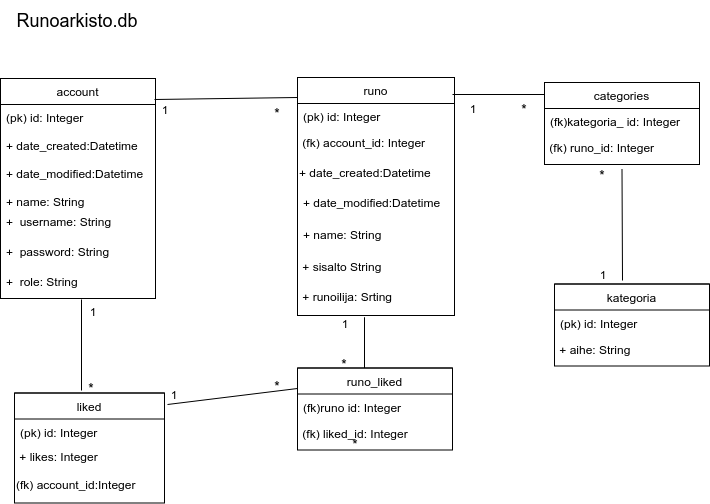 Runoarkisto.db
account
(pk) id: Integer
+ date_created:Datetime
+ date_modified:Datetime
+ name: String
+ username: String
+ password: String
+ role: String
1
*
runo
(pk) id: Integer
(fk) account_id: Integer
+ date_created:Datetime
+ date_modified:Datetime
+ name: String
+ sisalto String
+ runoilija: Srting
1
*
categories
(fk)kategoria_ id: Integer
(fk) runo_id: Integer
*
1
kategoria
(pk) id: Integer
+ aihe: String
1
*
1
*
liked
(pk) id: Integer
+ likes: Integer
(fk) account_id:Integer
1
*
runo_liked
(fk)runo id: Integer
(fk) liked_id: Integer
*